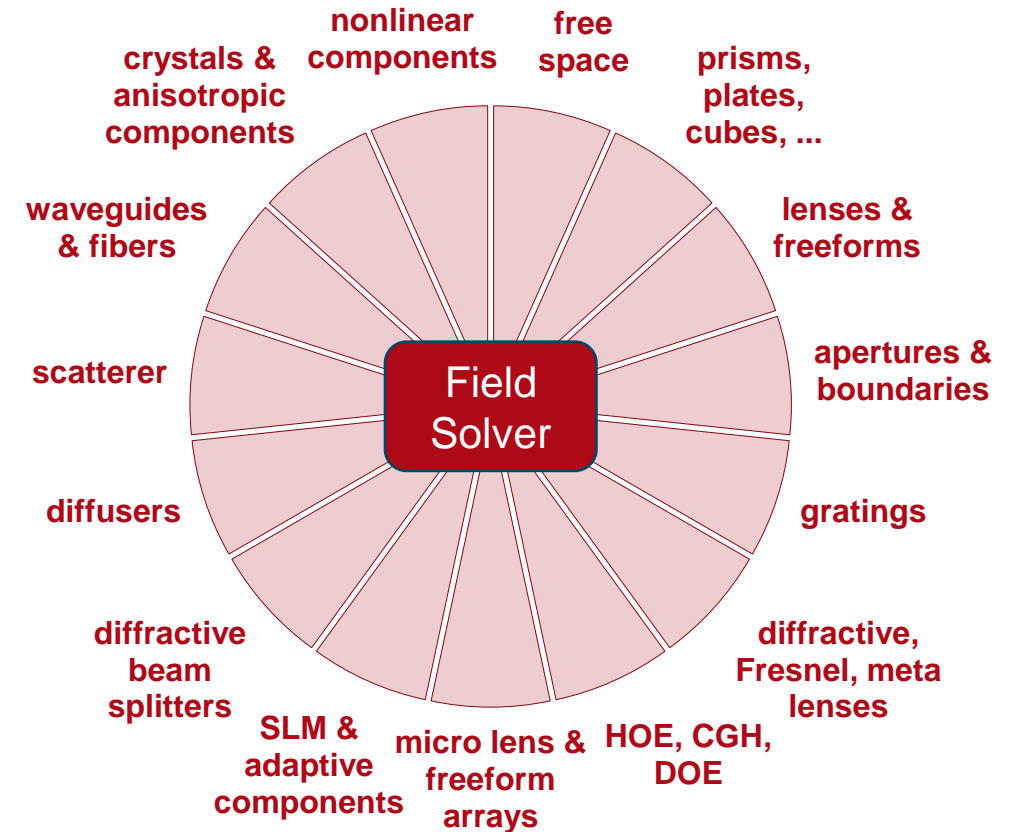 nonlinear
components
free
space
prisms,
plates,
cubes, ...
lenses &
freeforms
apertures &
boundaries
gratings
diffractive,
Fresnel, meta
lenses
HOE, CGH,
DOE
micro lens &
freeform
arrays
SLM &
adaptive
components
diffractive
beam
splitters
diffusers
scatterer
waveguides
& fibers
crystals &
anisotropic
components
Field
Solver